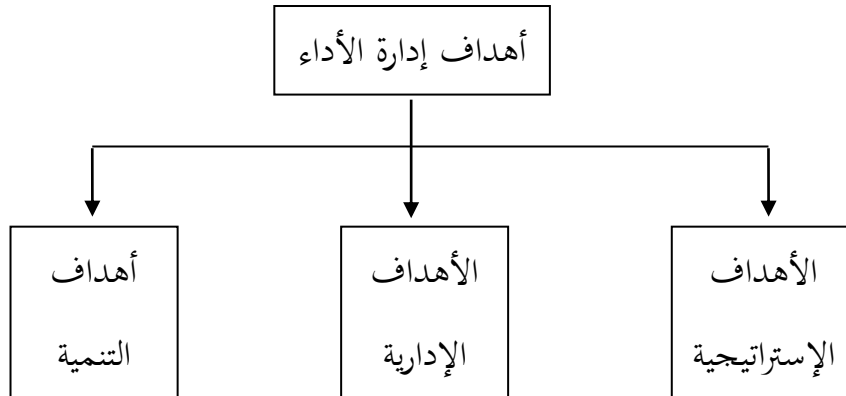 أهداف إدارة الأداء
الأهداف
الإستراتيجية
الأهداف
الإدارية
أهداف
التنمية